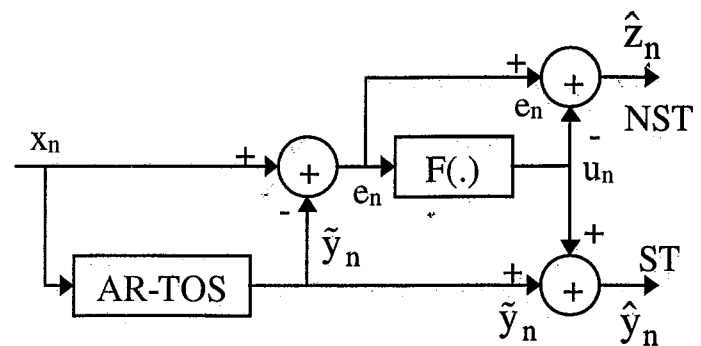 ẑn
+
+
en
NST
-
xn
+
+
en
F(.)
un
-
ỹn
+
ST
AR-TOS
+
+
ỹn
ŷn